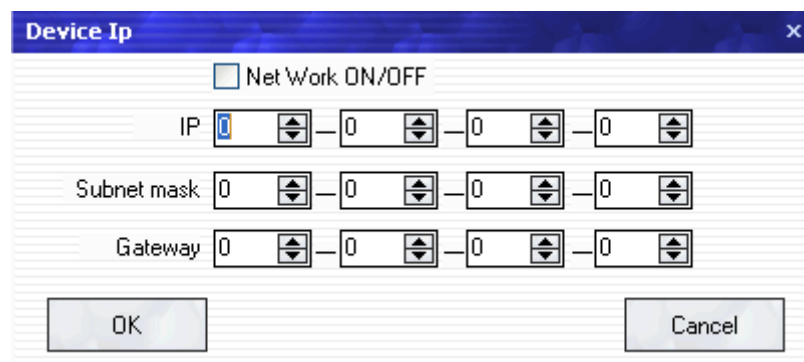 Device Ip x
Net Work ON/OFF
IP 0 — 0 — 0 — 0
Subnet mask 0 — 0 — 0 — 0
Gateway 0 — 0 — 0 — 0
OK Cancel